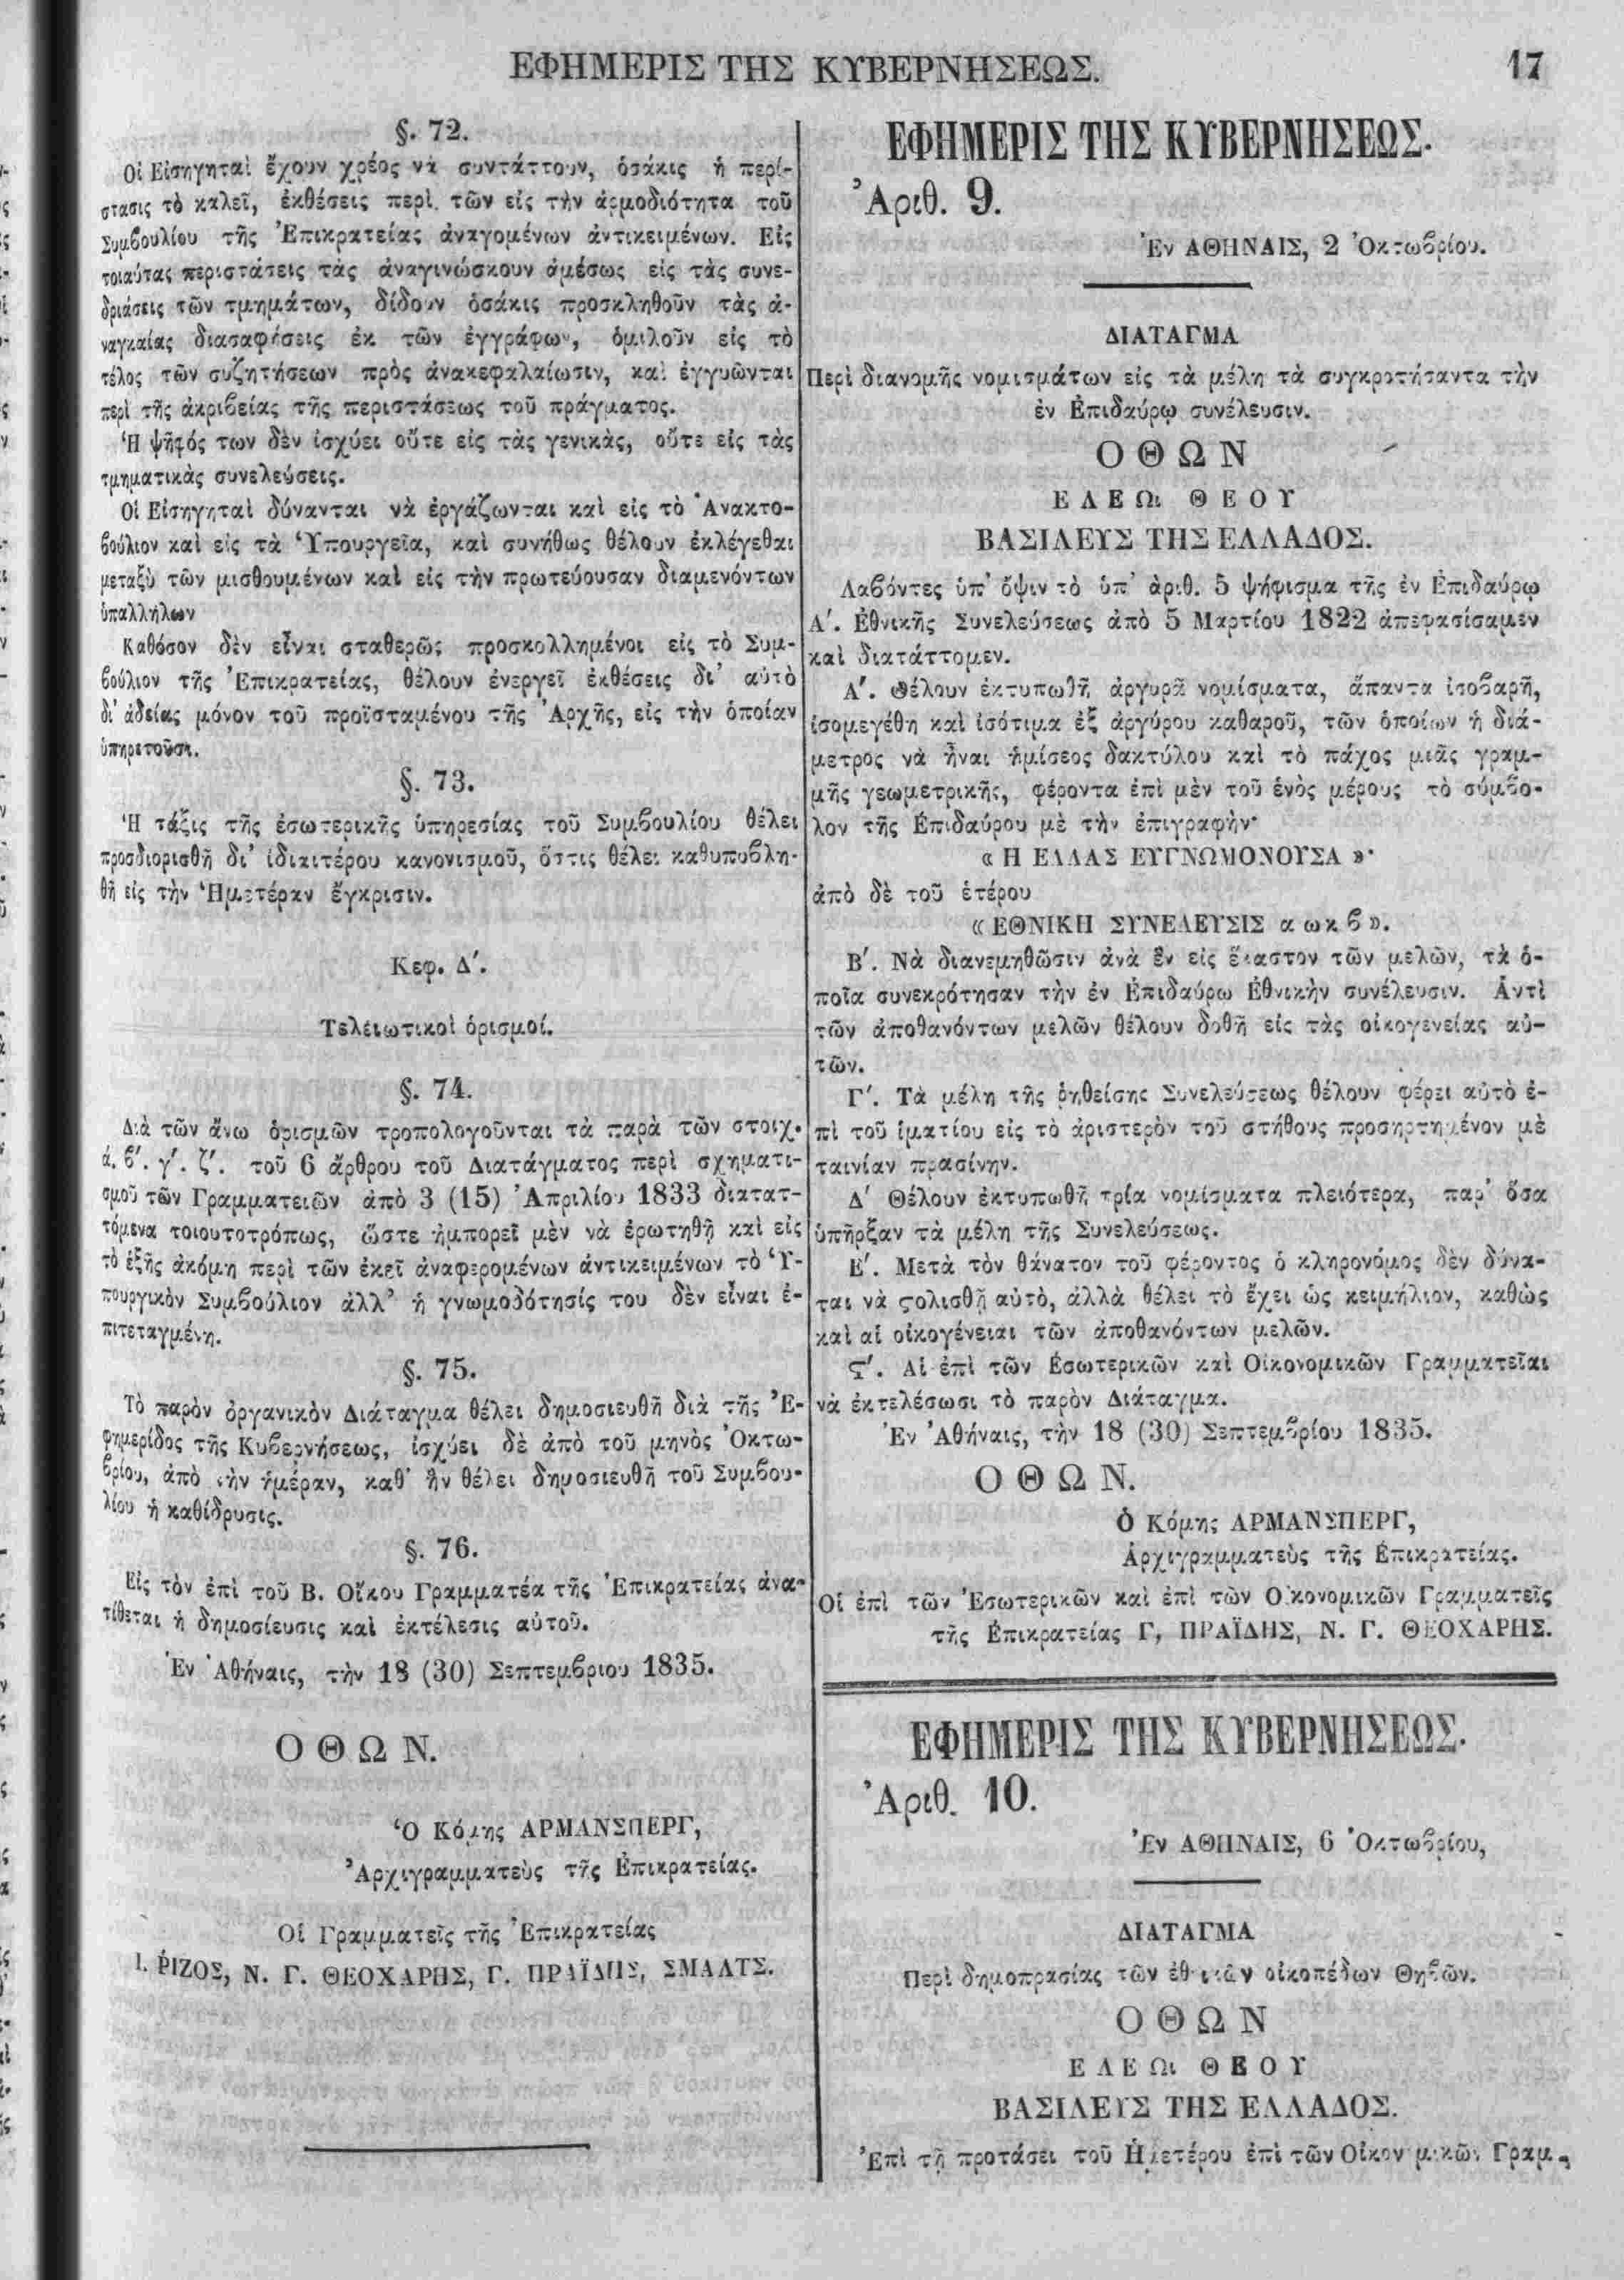 ΕΦΗΜΕΡΙΣ ΤΗΣ ΚΥΒΕΡΝΗΣΕΩΣ.
17
§. 72.
Οἱ Εἰσηγηταὶ ἔχουν χρέος νὰ συντάττουν, ὁσάκις ἡ περί-
στασις τὸ καλεῖ, ἐκθέσεις περὶ τῶν εἰς τὴν ἁρμοδιότητα τοῦ
Συμβουλίου τῆς Ἐπικρατείας ἀναγομένων ἀντικειμένων. Εἰς
τοιαύτας περιστάσεις τὰς ἀναγινώσκουν ἀμέσως εἰς τὰς συνε-
δριάσεις τῶν τμημάτων, δίδουν ὁσάκις προσκληθοῦν τὰς ἀ-
ναγκαίας διασαφήσεις ἐκ τῶν ἐγγράφων, ὁμιλοῦν εἰς τὸ
τέλος τῶν συζητήσεων πρὸς ἀνακεφαλαίωσιν, καὶ ἐγγυῶνται
περὶ τῆς ἀκριβείας τῆς περιστάσεως τοῦ πράγματος.
Ἡ ψῆφός των δὲν ἰσχύει οὔτε εἰς τὰς γενικὰς, οὔτε εἰς τὰς
τμηματικὰς συνελεύσεις.
Οἱ Εἰσηγηταὶ δύνανται νὰ ἐργάζωνται καὶ εἰς τὸ Ἀνακτο-
βούλιον καὶ εἰς τὰ Ὑπουργεῖα, καὶ συνήθως θέλουν ἐκλέγεθαι
μεταξὺ τῶν μισθουμένων καὶ εἰς τὴν πρωτεύουσαν διαμενόντων
ὑπαλλήλων
Καθόσον δὲν εἶναι σταθερῶς προσκολλημένοι εἰς τὸ Συμ-
βούλιον τῆς Ἐπικρατείας, θέλουν ἐνεργεῖ ἐκθέσεις δι' αὐτὸ
δι' ἀδείας μόνον τοῦ προϊσταμένου τῆς Ἀρχῆς, εἰς τὴν ὁποίαν
ὑπηρετοῦσι.
§. 73.
Ἡ τάξις τῆς ἐσωτερικῆς ὑπηρεσίας τοῦ Συμβουλίου θέλει
προσδιορισθῆ δι' ἰδιαιτέρου κανονισμοῦ, ὅστις θέλει καθυποβλη-
θῆ εἰς τὴν Ἡμετέραν ἔγκρισιν.
Κεφ. Δ'.
Τελειωτικοὶ ὁρισμοί.
§. 74.
Διὰ τῶν ἄνω ὁρισμῶν τροπολογοῦνται τὰ παρὰ τῶν στοιχ.
ά. β'. γ'. ζ'. τοῦ 6 ἄρθρου τοῦ Διατάγματος περὶ σχηματι-
σμοῦ τῶν Γραμματειῶν ἀπὸ 3 (15) Ἀπριλίου 1833 διατατ-
τόμενα τοιουτοτρόπως, ὥστε ἠμπορεῖ μὲν νὰ ἐρωτηθῇ καὶ εἰς
τὸ ἑξῆς ἀκόμη περὶ τῶν ἐκεῖ ἀναφερομένων ἀντικειμένων τὸ Ὑ-
πουργικὸν Συμβούλιον ἀλλ' ἡ γνωμοδότησίς του δὲν εἶναι ἐ-
πιτεταγμένη.
§. 75.
Τὸ παρὸν ὀργανικὸν Διάταγμα θέλει δημοσιευθῆ διὰ τῆς Ἐ-
φημερίδος τῆς Κυβερνήσεως, ἰσχύει δὲ ἀπὸ τοῦ μηνὸς Ὀκτω-
βρίου, ἀπὸ τὴν ἡμέραν, καθ' ἣν θέλει δημοσιευθῆ τοῦ Συμβου-
λίου ἡ καθίδρυσις.
§. 76.
Εἰς τὸν ἐπὶ τοῦ Β. Οἴκου Γραμματέα τῆς Ἐπικρατείας ἀνα-
τίθεται ἡ δημοσίευσις καὶ ἐκτέλεσις αὐτοῦ.
Ἐν Ἀθήναις, τὴν 18 (30) Σεπτεμβριου 1835.
ΟΘΩΝ.
Ὁ Κόμης ΑΡΜΑΝΣΠΕΡΓ,
Ἀρχιγραμματεὺς τῆς Ἐπικρατείας.
Οἱ Γραμματεῖς τῆς Ἐπικρατείας
Ι. ῬΙΖΟΣ, Ν. Γ. ΘΕΟΧΑΡΗΣ, Γ. ΠΡΑΪΔΗΣ, ΣΜΑΛΤΣ.
ΕΦΗΜΕΡΙΣ ΤΗΣ ΚΥΒΕΡΝΗΣΕΩΣ.
Ἀριθ. 9.
Ἐν ΑΘΗΝΑΙΣ, 2 Ὀκτωβρίου.
ΔΙΑΤΑΓΜΑ
Περὶ διανομῆς νομισμάτων εἰς τὰ μέλη τὰ συγκροτήσαντα τὴν
ἐν Ἐπιδαύρῳ συνέλευσιν.
ΟΘΩΝ
ΕΛΕΩι ΘΕΟΥ
ΒΑΣΙΛΕΥΣ ΤΗΣ ΕΛΛΑΔΟΣ.
Λαβόντες ὑπ' ὄψιν τὸ ὑπ' ἀριθ. 5 ψήφισμα τῆς ἐν Ἐπιδαύρῳ
Α'. Ἐθνικῆς Συνελεύσεως ἀπὸ 5 Μαρτίου 1822 ἀπεφασίσαμεν
καὶ διατάττομεν.
Α'. Θέλουν ἐκτυπωθῆ ἀργυρᾶ νομίσματα, ἅπαντα ἰσοβαρῆ,
ἰσομεγέθη καὶ ἰσότιμα ἐξ ἀργύρου καθαροῦ, τῶν ὁποίων ἡ διά-
μετρος νὰ ἦναι ἡμίσεος δακτύλου καὶ τὸ πάχος μιᾶς γραμ-
μῆς γεωμετρικῆς, φέροντα ἐπὶ μὲν τοῦ ἑνὸς μέρους τὸ σύμβο-
λον τῆς Ἐπιδαύρου μὲ τὴν ἐπιγραφὴν·
« Η ΕΛΛΑΣ ΕΥΓΝΩΜΟΝΟΥΣΑ »·
ἀπὸ δὲ τοῦ ἑτέρου
« ΕΘΝΙΚΗ ΣΥΝΕΛΕΥΣΙΣ α ω κ β ».
Β'. Νὰ διανεμηθῶσιν ἀνὰ ἓν εἰς ἕκαστον τῶν μελῶν, τὰ ὁ-
ποῖα συνεκρότησαν τὴν ἐν Ἐπιδαύρῳ Ἐθνικὴν συνέλευσιν. Ἀντὶ
τῶν ἀποθανόντων μελῶν θέλουν δοθῆ εἰς τὰς οἰκογενείας αὐ-
τῶν.
Γ'. Τὰ μέλη τῆς ῥηθείσης Συνελεύσεως θέλουν φέρει αὐτὸ ἐ-
πὶ τοῦ ἱματίου εἰς τὸ ἀριστερὸν τοῦ στήθους προσηρτημένον μὲ
ταινίαν πρασίνην.
Δ' Θέλουν ἐκτυπωθῆ τρία νομίσματα πλειότερα, παρ' ὅσα
ὑπῆρξαν τὰ μέλη τῆς Συνελεύσεως.
Ε'. Μετὰ τὸν θάνατον τοῦ φέροντος ὁ κληρονόμος δὲν δύνα-
ται νὰ ϛολισθῇ αὐτὸ, ἀλλὰ θέλει τὸ ἔχει ὡς κειμήλιον, καθὼς
καὶ αἱ οἰκογένειαι τῶν ἀποθανόντων μελῶν.
Ϛ'. Αἱ ἐπὶ τῶν Ἐσωτερικῶν καὶ Οἰκονομικῶν Γραμματεῖαι
νὰ ἐκτελέσωσι τὸ παρὸν Διάταγμα.
Ἐν Ἀθήναις, τὴν 18 (30) Σεπτεμβρίου 1835.
ΟΘΩΝ.
Ὁ Κόμης ΑΡΜΑΝΣΠΕΡΓ,
Ἀρχιγραμματεὺς τῆς Ἐπικρατείας.
Οἱ ἐπὶ τῶν Ἐσωτερικῶν καὶ ἐπὶ τῶν Οἰκονομικῶν Γραμματεῖς
τῆς Ἐπικρατείας Γ, ΠΡΑΪΔΗΣ, Ν. Γ. ΘΕΟΧΑΡΗΣ.
ΕΦΗΜΕΡΙΣ ΤΗΣ ΚΥΒΕΡΝΗΣΕΩΣ.
Ἀριθ. 10.
Ἐν ΑΘΗΝΑΙΣ, 6 Ὀκτωβρίου,
ΔΙΑΤΑΓΜΑ
Περὶ δημοπρασίας τῶν ἐθνικῶν οἰκοπέδων Θηβῶν.
ΟΘΩΝ
ΕΛΕΩι ΘΕΟΥ
ΒΑΣΙΛΕΥΣ ΤΗΣ ΕΛΛΑΔΟΣ.
Ἐπὶ τῇ προτάσει τοῦ Ἡμετέρου ἐπὶ τῶν Οἰκονομικῶν Γραμ-